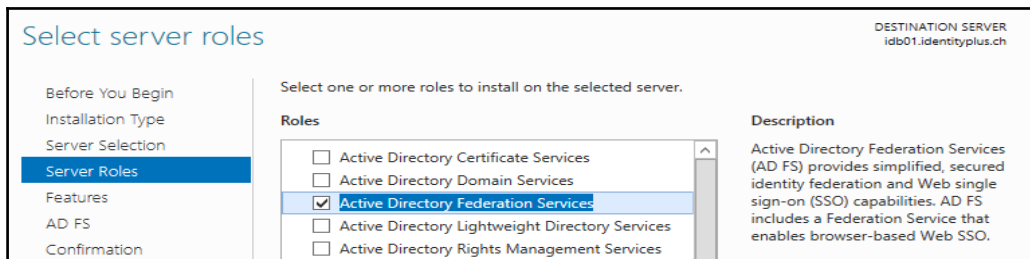 Select server roles
DESTINATION SERVER
idb01.identityplus.ch
Before You Begin
Installation Type
Server Selection
Server Roles
Features
AD FS
Confirmation
Select one or more roles to install on the selected server.
Roles
Active Directory Certificate Services
Active Directory Domain Services
Active Directory Federation Services
Active Directory Lightweight Directory Services
Active Directory Rights Management Services
Description
Active Directory Federation Services
(AD FS) provides simplified, secured
identity federation and Web single
sign-on (SSO) capabilities. AD FS
includes a Federation Service that
enables browser-based Web SSO.